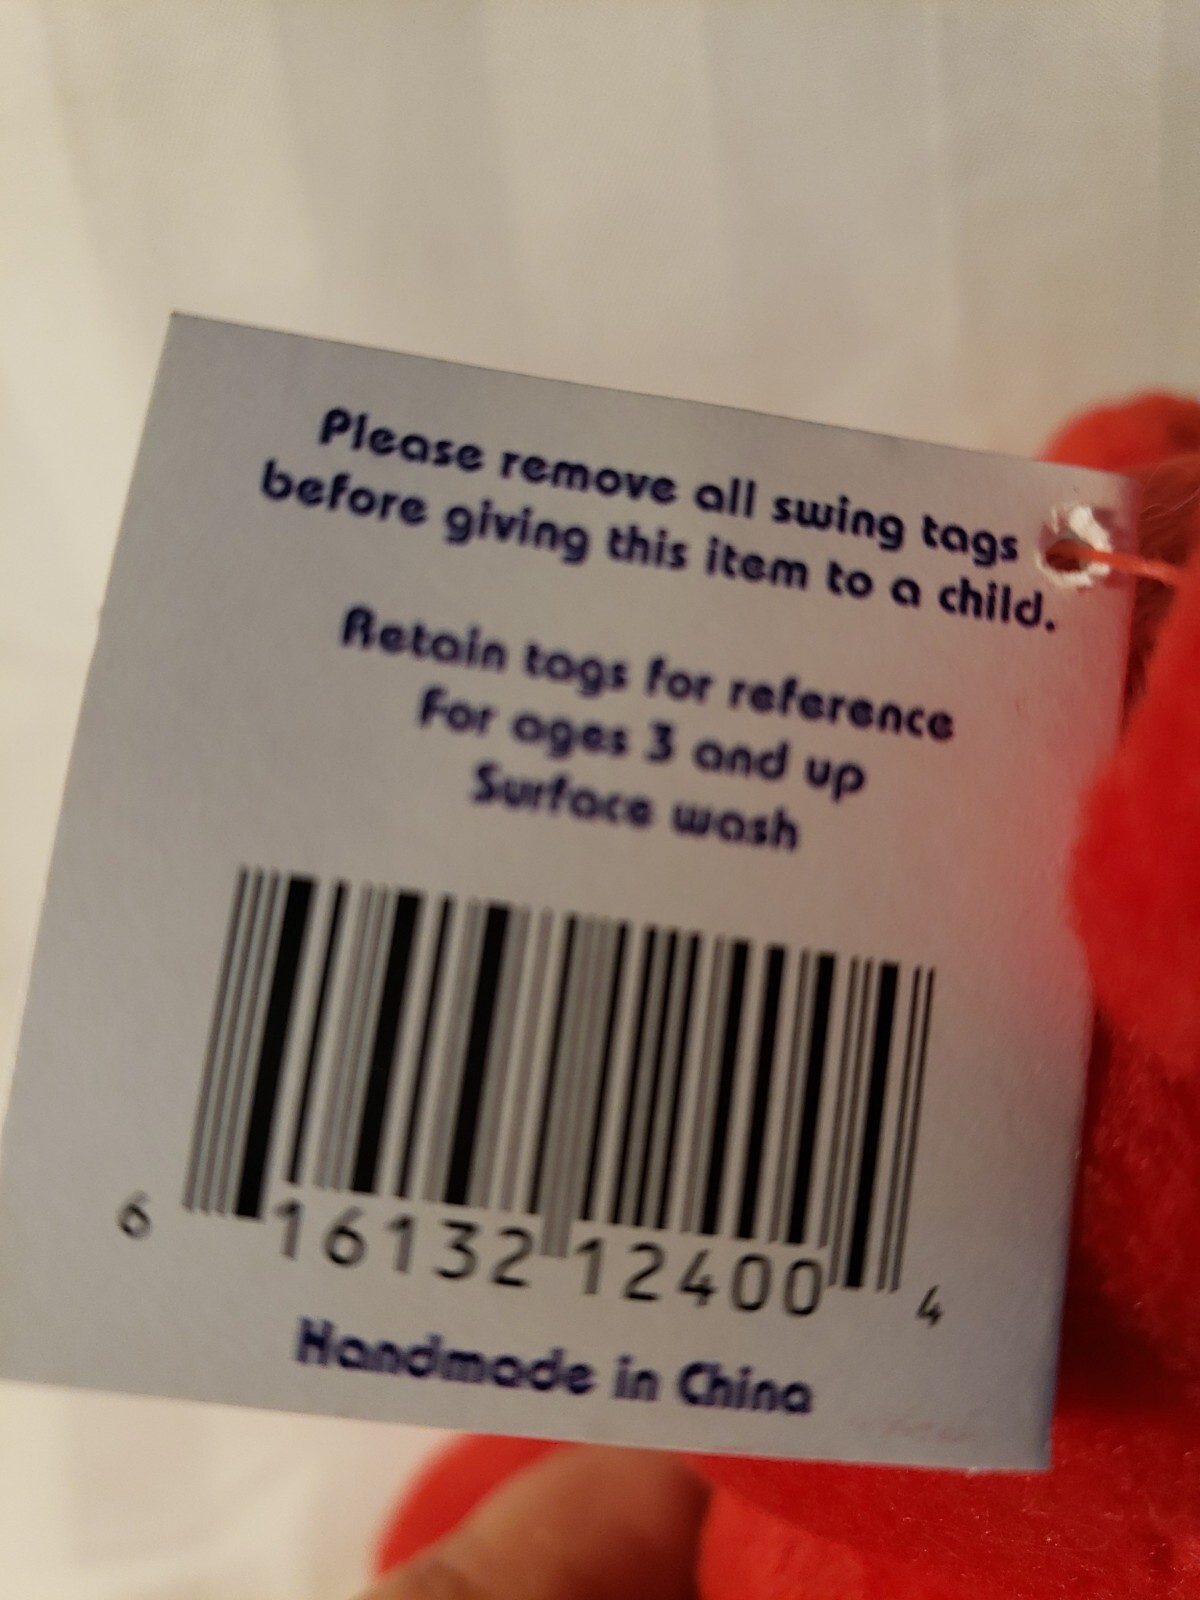 Please remove all swing tags
before giving this item to a child.
Retain tags for reference
For ages 3 and up
Surface wash
6 16132 12400 4
Handmade in China